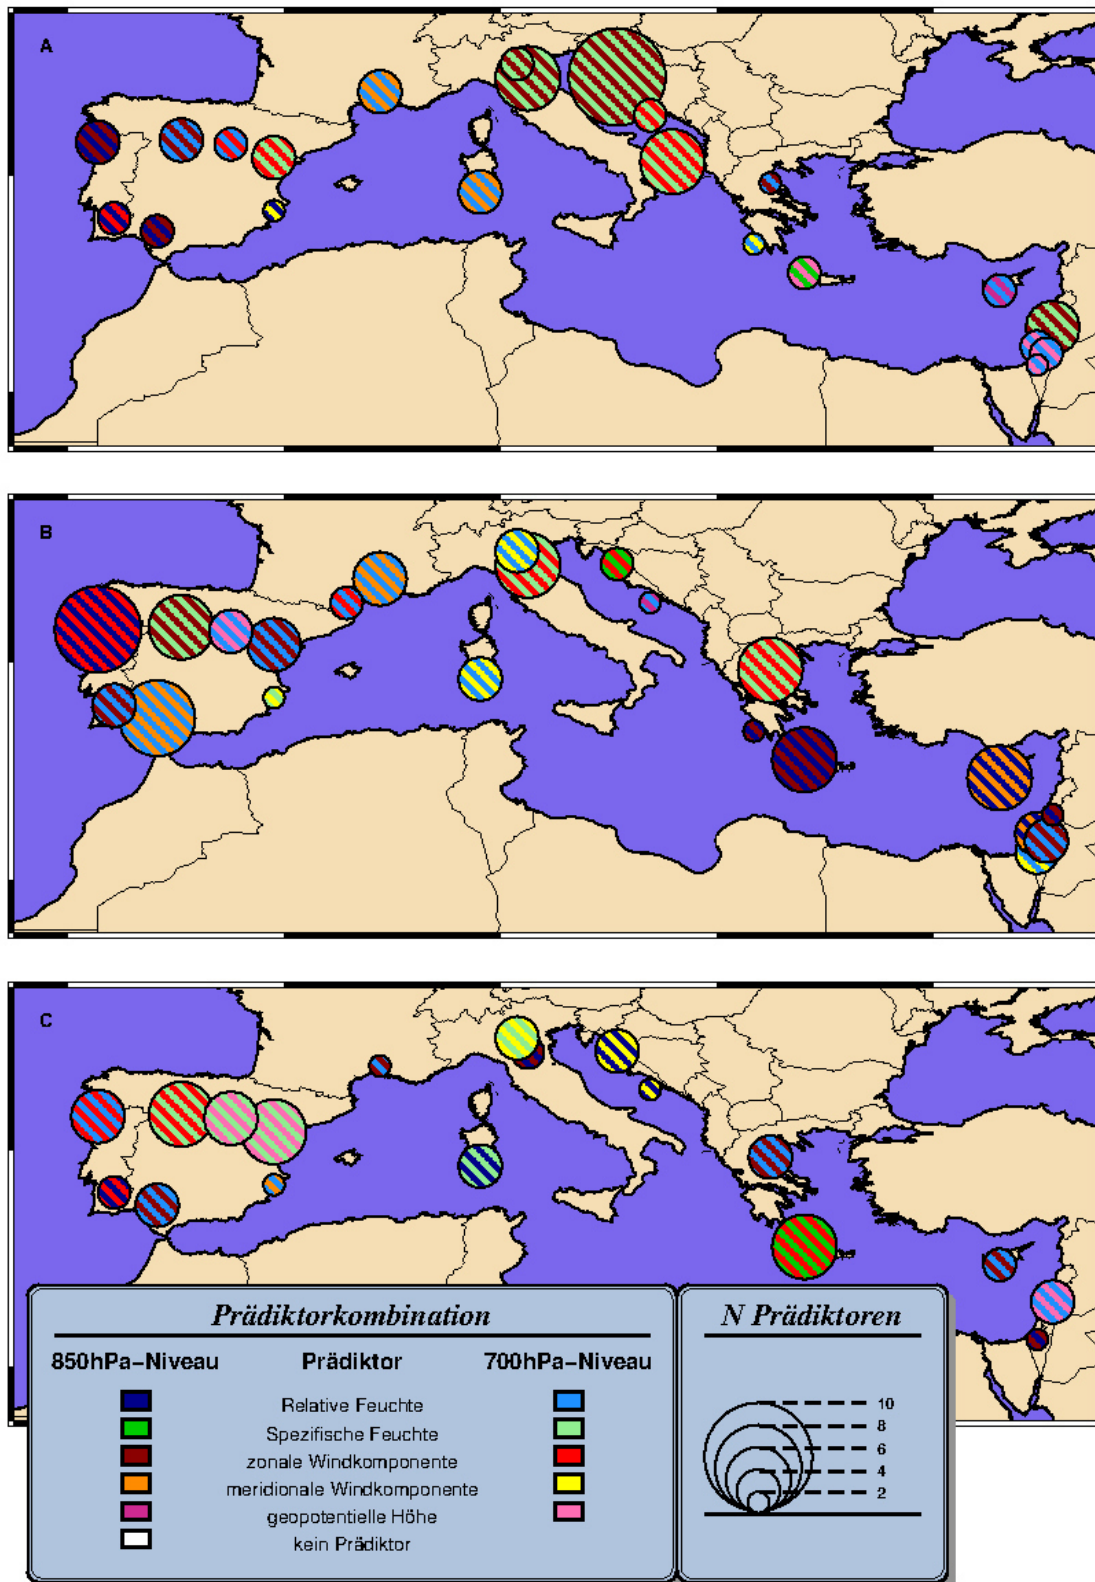 A
B
C
Prädiktorkombination
850hPa–Niveau Prädiktor 700hPa–Niveau
Relative Feuchte
Spezifische Feuchte
zonale Windkomponente
meridionale Windkomponente
geopotentielle Höhe
kein Prädiktor
N Prädiktoren
10
8
6
4
2